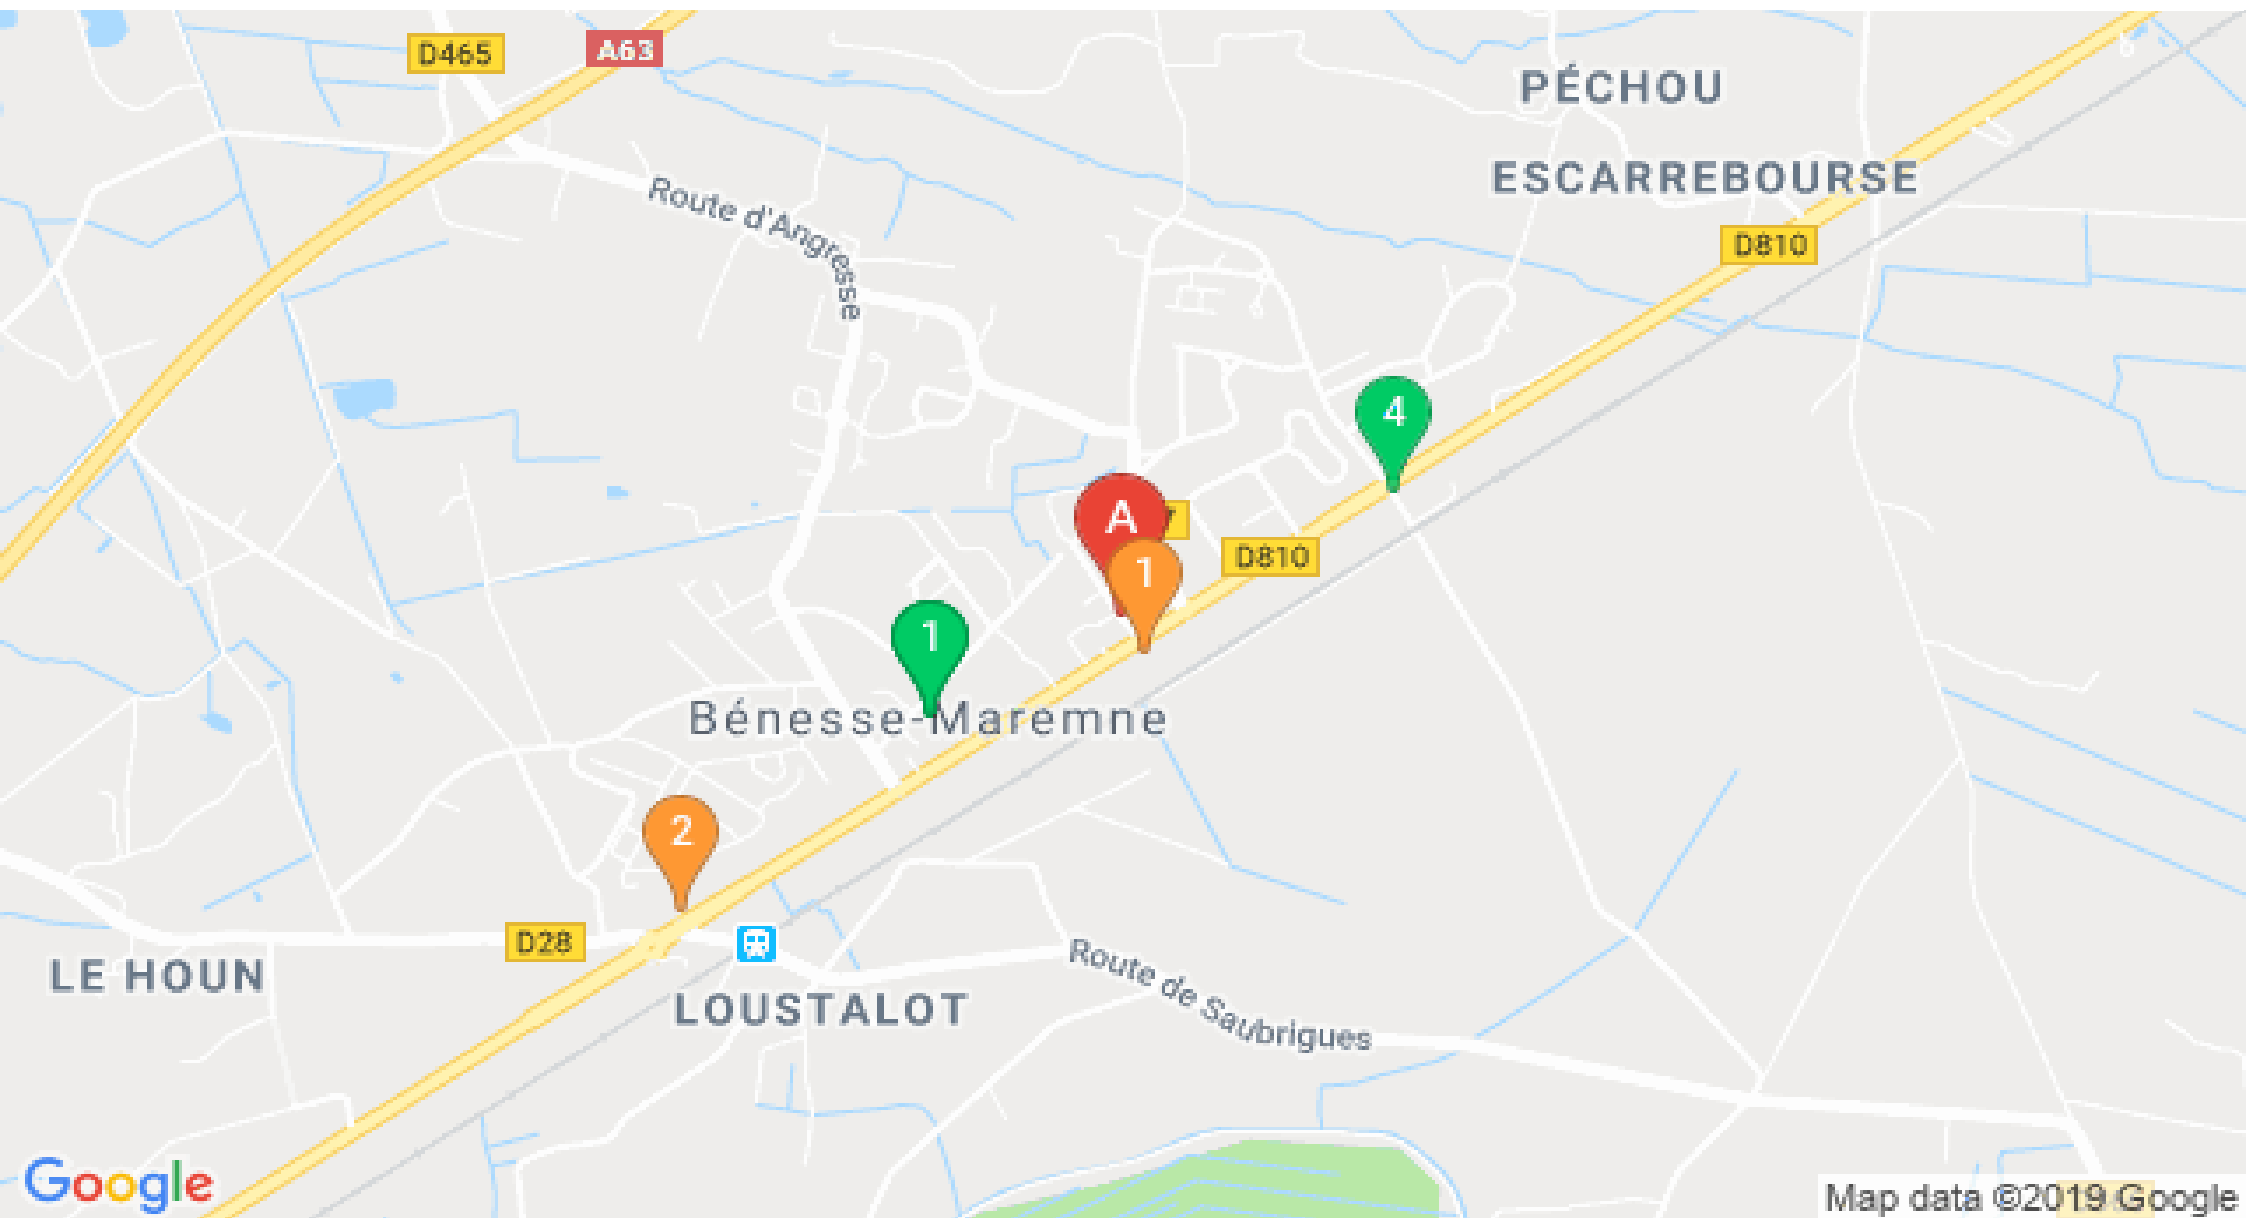 D465
A63
PÉCHOU
ESCARREBOURSE
Route d'Angresse
D810
4
A
7
1
D810
1
Bénesse-Maremne
2
D28
LE HOUN
LOUSTALOT
Route de Saubrigues
Google
Map data ©2019 Google